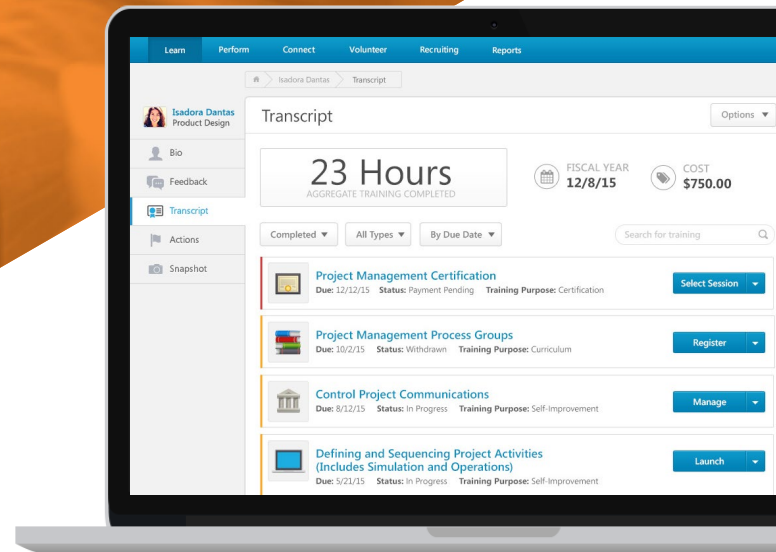 Learn Perform Connect Volunteer Recruiting Reports
Isadora Dantas Transcript
Isadora Dantas
Product Design
Bio
Feedback
Transcript
Actions
Snapshot
Transcript
Options
23 Hours
AGGREGATE TRAINING COMPLETED
FISCAL YEAR
12/8/15
COST
$750.00
Completed All Types By Due Date
Search for training
Project Management Certification
Due: 12/12/15 Status: Payment Pending Training Purpose: Certification
Select Session
Project Management Process Groups
Due: 10/2/15 Status: Withdrawn Training Purpose: Curriculum
Register
Control Project Communications
Due: 8/12/15 Status: In Progress Training Purpose: Self-Improvement
Manage
Defining and Sequencing Project Activities
(Includes Simulation and Operations)
Due: 5/21/15 Status: In Progress Training Purpose: Self-Improvement
Launch